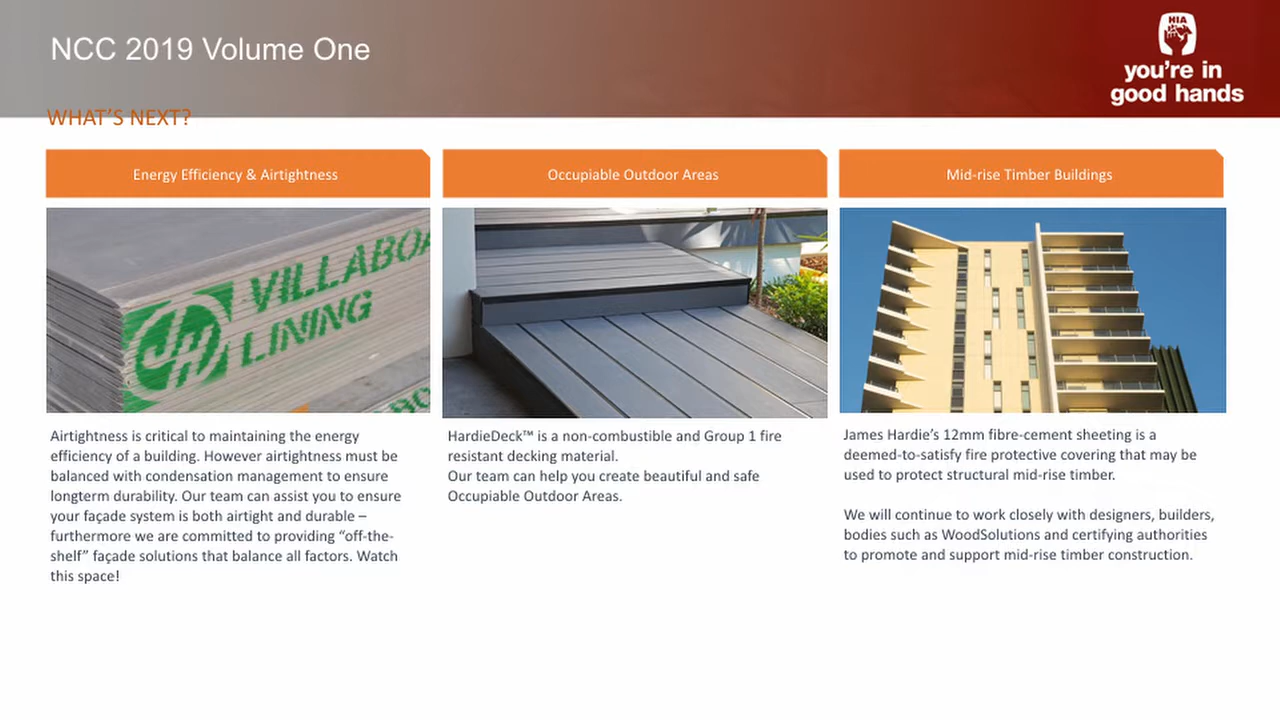 NCC 2019 Volume One
HIA
you're in
good hands
WHAT'S NEXT?
Energy Efficiency & Airtightness
Occupiable Outdoor Areas
Mid-rise Timber Buildings
VILLABOA
LINING
Airtightness is critical to maintaining the energy
efficiency of a building. However airtightness must be
balanced with condensation management to ensure
longterm durability. Our team can assist you to ensure
your façade system is both airtight and durable –
furthermore we are committed to providing “off-the-
shelf” façade solutions that balance all factors. Watch
this space!
HardieDeck™ is a non-combustible and Group 1 fire
resistant decking material.
Our team can help you create beautiful and safe
Occupiable Outdoor Areas.
James Hardie’s 12mm fibre-cement sheeting is a
deemed-to-satisfy fire protective covering that may be
used to protect structural mid-rise timber.
We will continue to work closely with designers, builders,
bodies such as WoodSolutions and certifying authorities
to promote and support mid-rise timber construction.